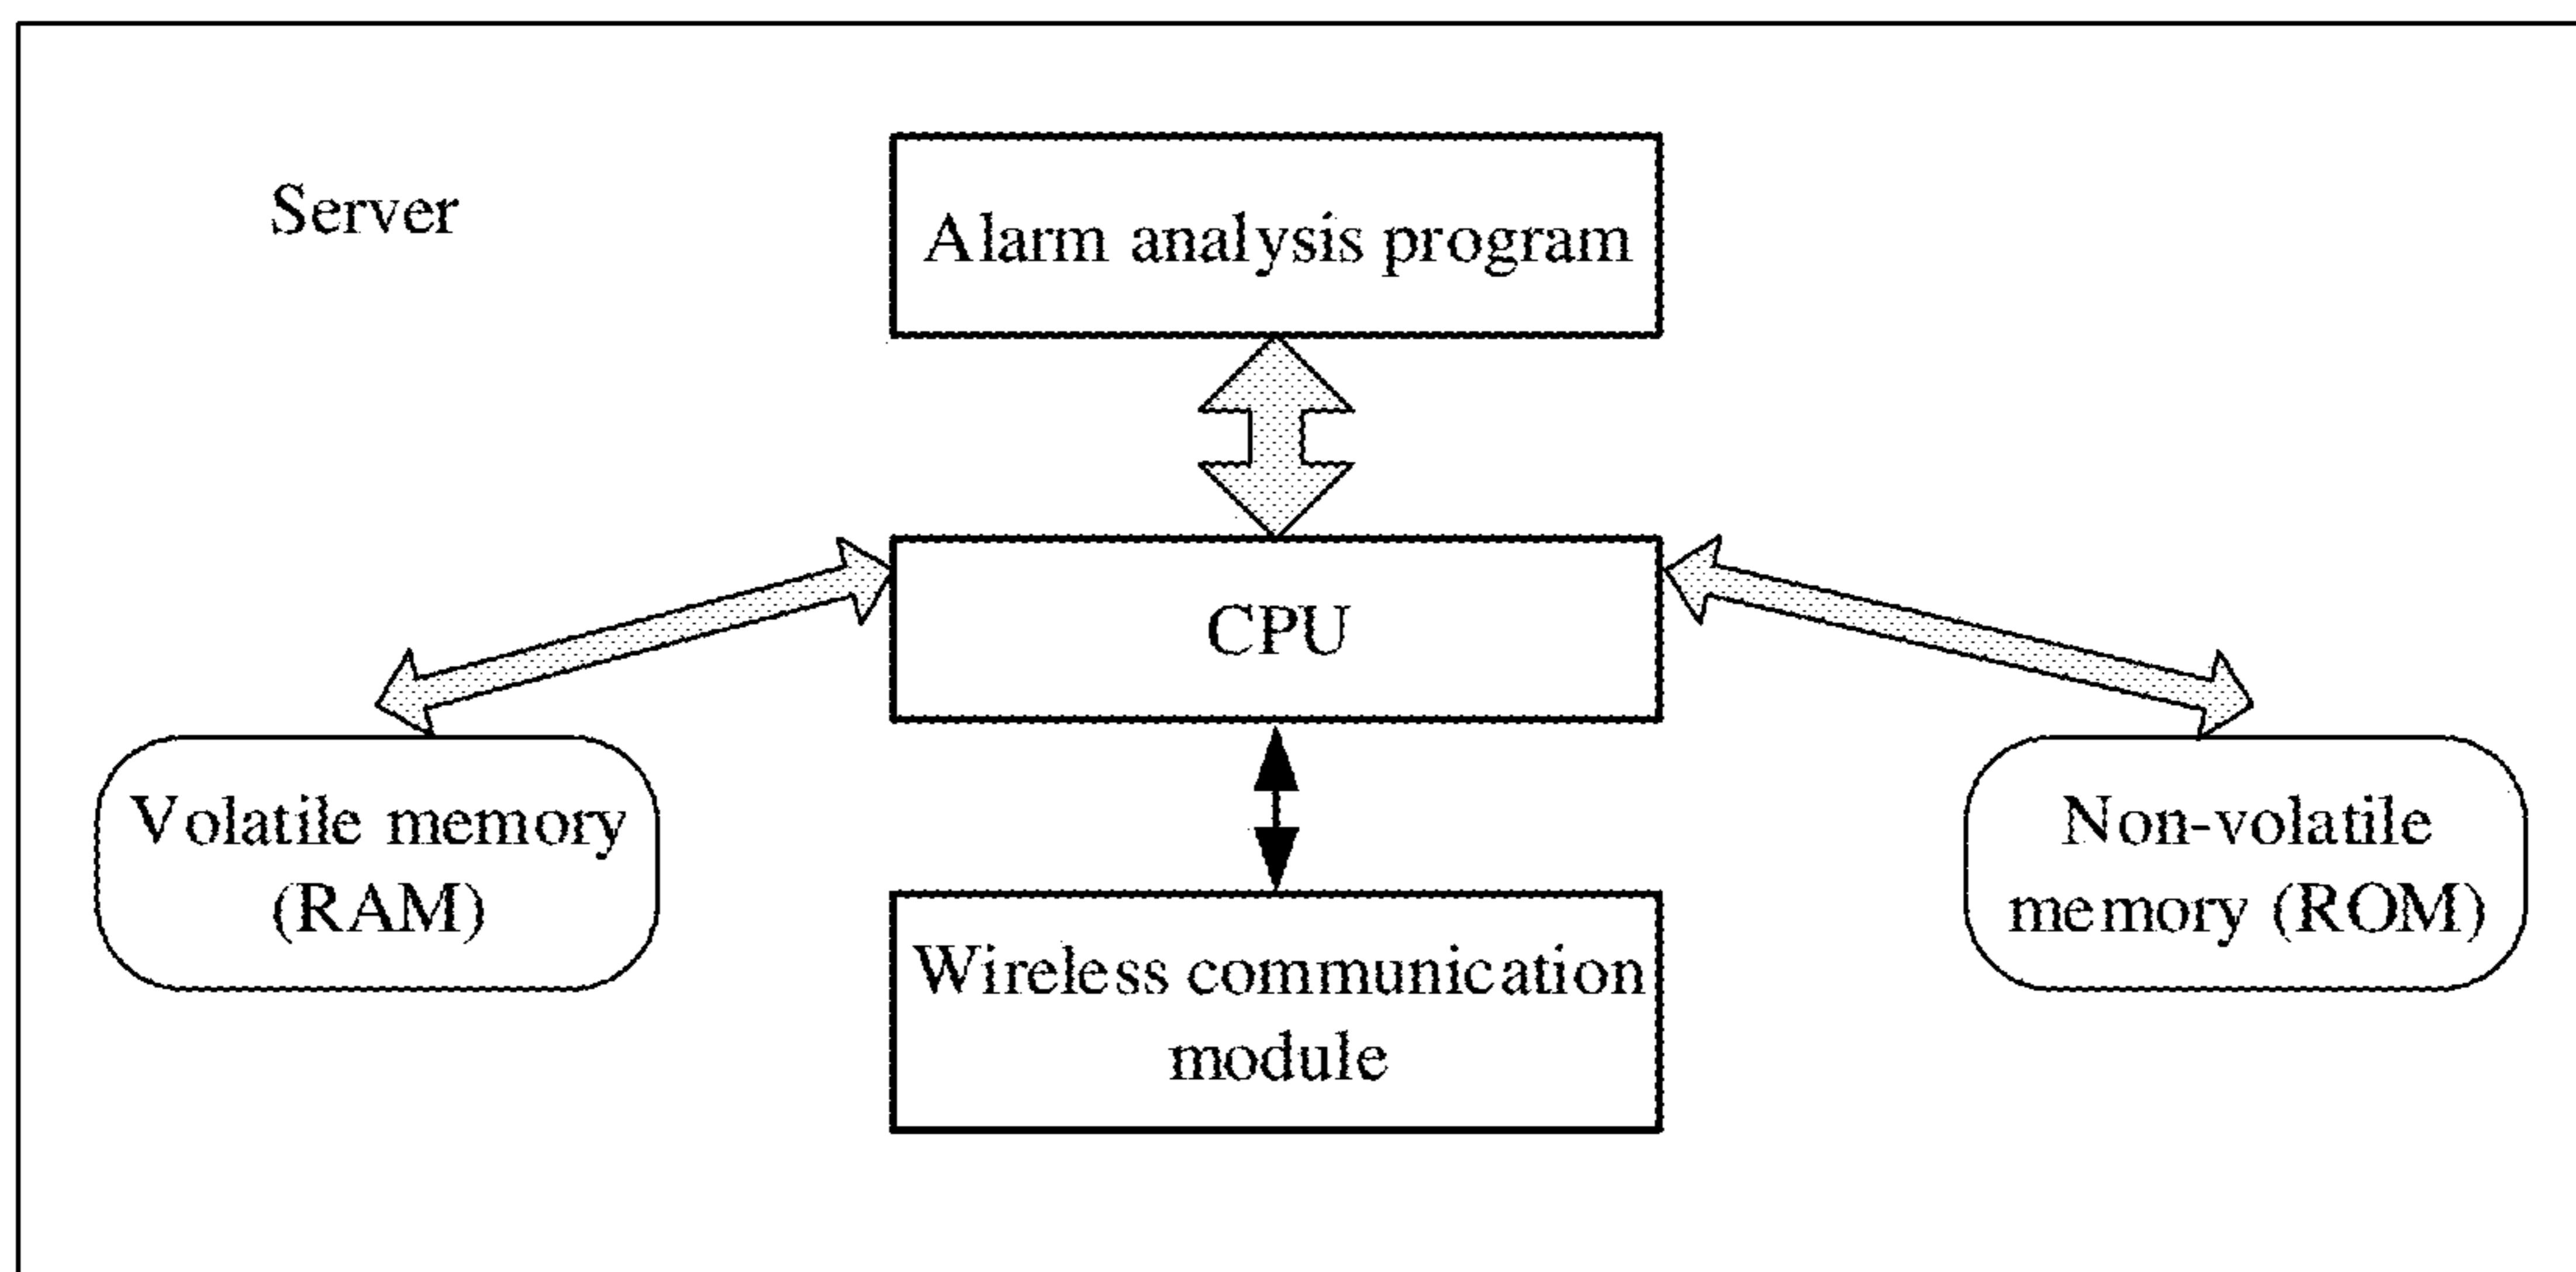 Server
Alarm analysis program
CPU
Volatile memory
(RAM)
Non-volatile
memory (ROM)
Wireless communication
module